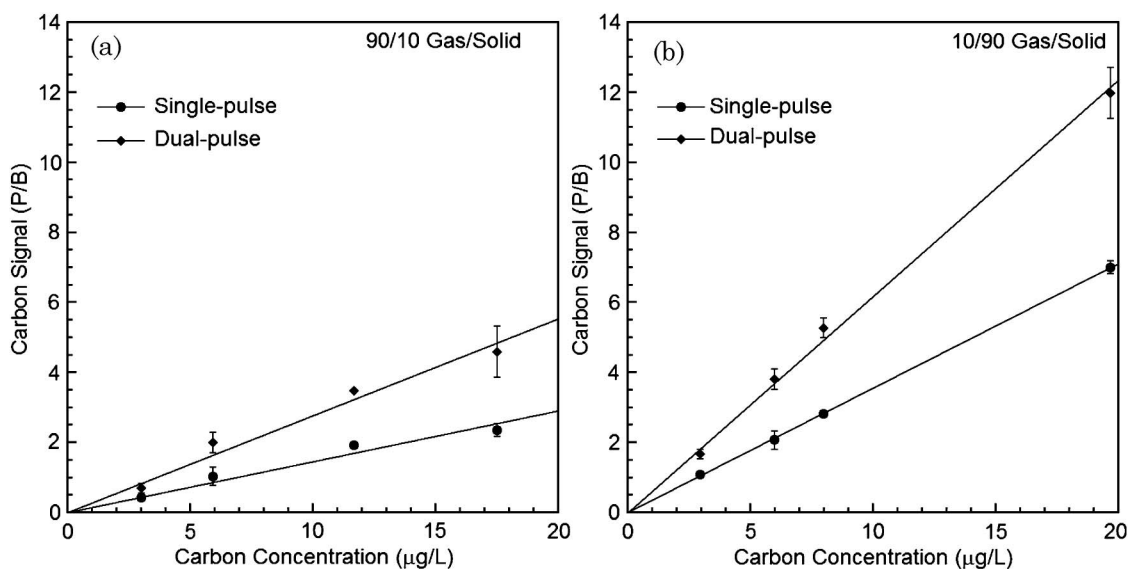 (a)
90/10 Gas/Solid
Single-pulse
Dual-pulse
Carbon Signal (P/B)
14
12
10
8
6
4
2
0
0 5 10 15 20
Carbon Concentration (μg/L)
(b)
10/90 Gas/Solid
Single-pulse
Dual-pulse
Carbon Signal (P/B)
14
12
10
8
6
4
2
0
0 5 10 15 20
Carbon Concentration (μg/L)